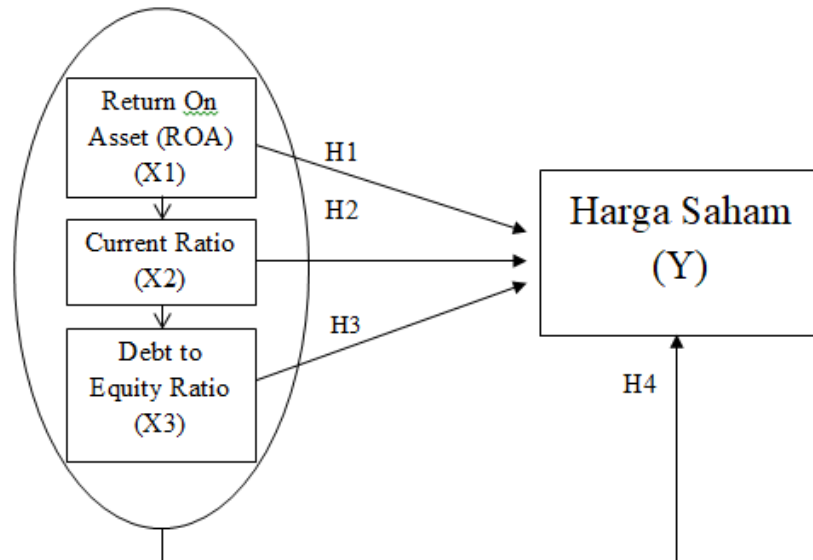 Return On
Asset (ROA)
(X1)
H1
H2
Harga Saham
(Y)
Current Ratio
(X2)
H3
Debt to
Equity Ratio
(X3)
H4